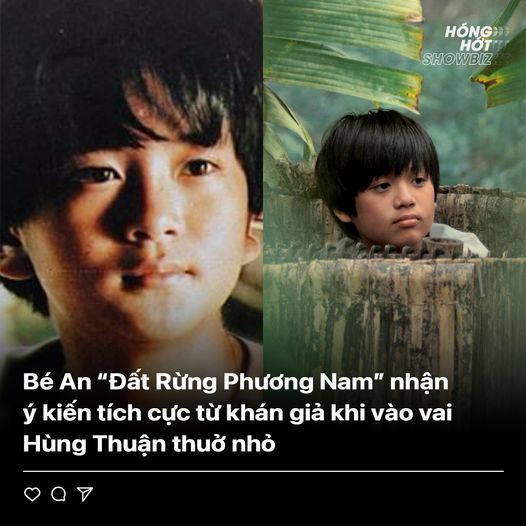 HÓNG
HỚT
SHOWBIZ
Bé An “Đất Rừng Phương Nam” nhận
ý kiến tích cực từ khán giả khi vào vai
Hùng Thuận thuở nhỏ